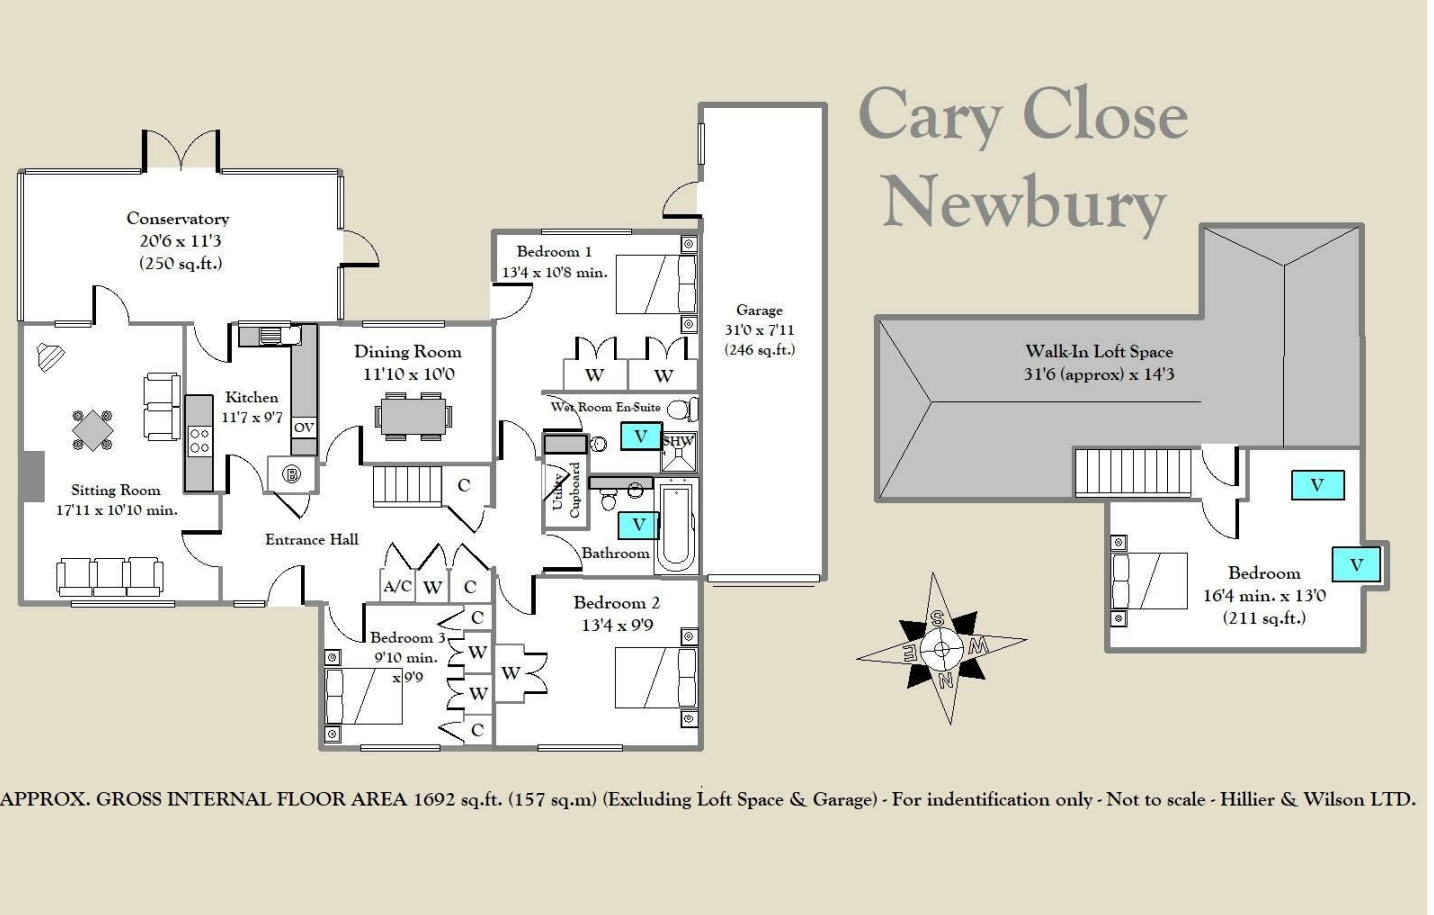 Cary Close
Newbury
Conservatory
20'6 x 11'3
(250 sq.ft.)
Bedroom 1
13'4 x 10'8 min.
W
W
Garage
31'0 x 7'11
(246 sq.ft.)
Dining Room
11'10 x 10'0
Kitchen
11'7 x 9'7
OV
B
Wet Room En-Suite
V
SHW
Sitting Room
17'11 x 10'10 min.
C
Utility
Cupboard
V
Bathroom
Entrance Hall
A/C
W
C
Bedroom 2
13'4 x 9'9
W
Bedroom 3
9'10 min.
x 9'9
C
W
W
C
Walk-In Loft Space
31'6 (approx) x 14'3
V
V
Bedroom
16'4 min. x 13'0
(211 sq.ft.)
S
E
W
N
APPROX. GROSS INTERNAL FLOOR AREA 1692 sq.ft. (157 sq.m) (Excluding Loft Space & Garage) - For indentification only - Not to scale - Hillier & Wilson LTD.